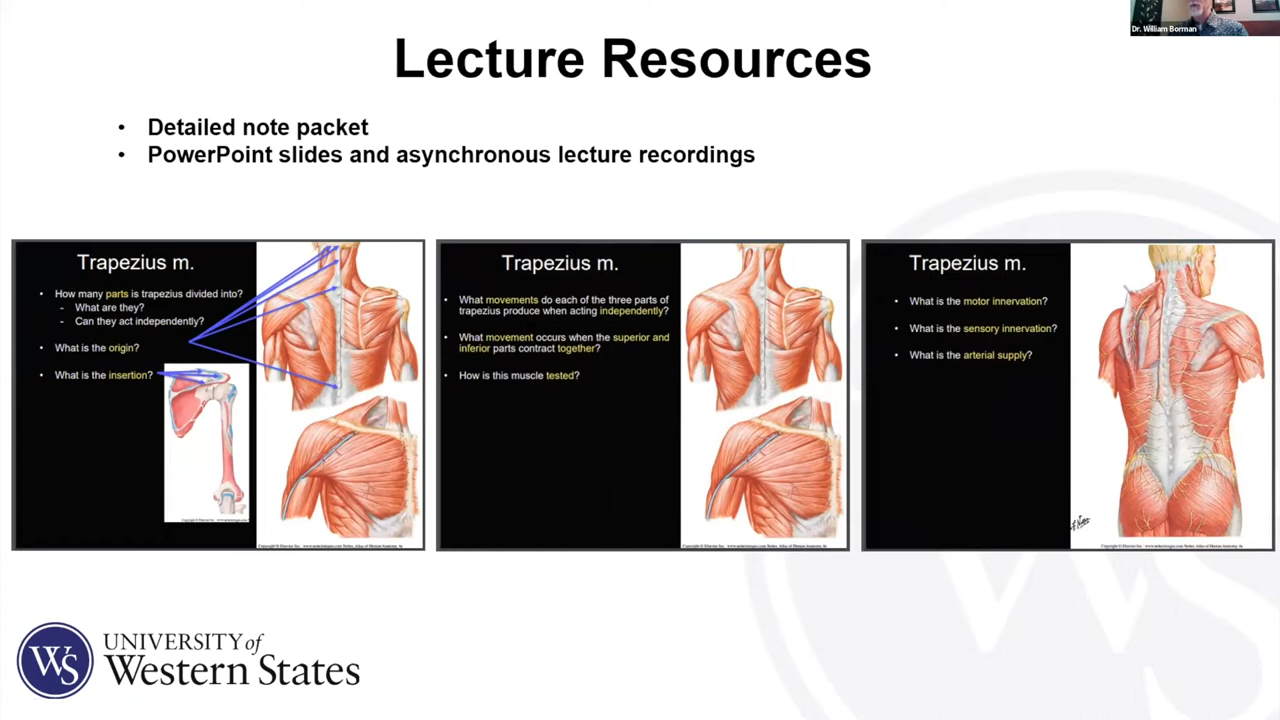 Dr. William Borman
Lecture Resources
• Detailed note packet
• PowerPoint slides and asynchronous lecture recordings
Trapezius m.
• How many parts is trapezius divided into?
- What are they?
- Can they act independently?
• What is the origin?
• What is the insertion?
Trapezius m.
• What movements do each of the three parts of
trapezius produce when acting independently?
• What movement occurs when the superior and
inferior parts contract together?
• How is this muscle tested?
Trapezius m.
• What is the motor innervation?
• What is the sensory innervation?
• What is the arterial supply?
WS
UNIVERSITY of
Western States